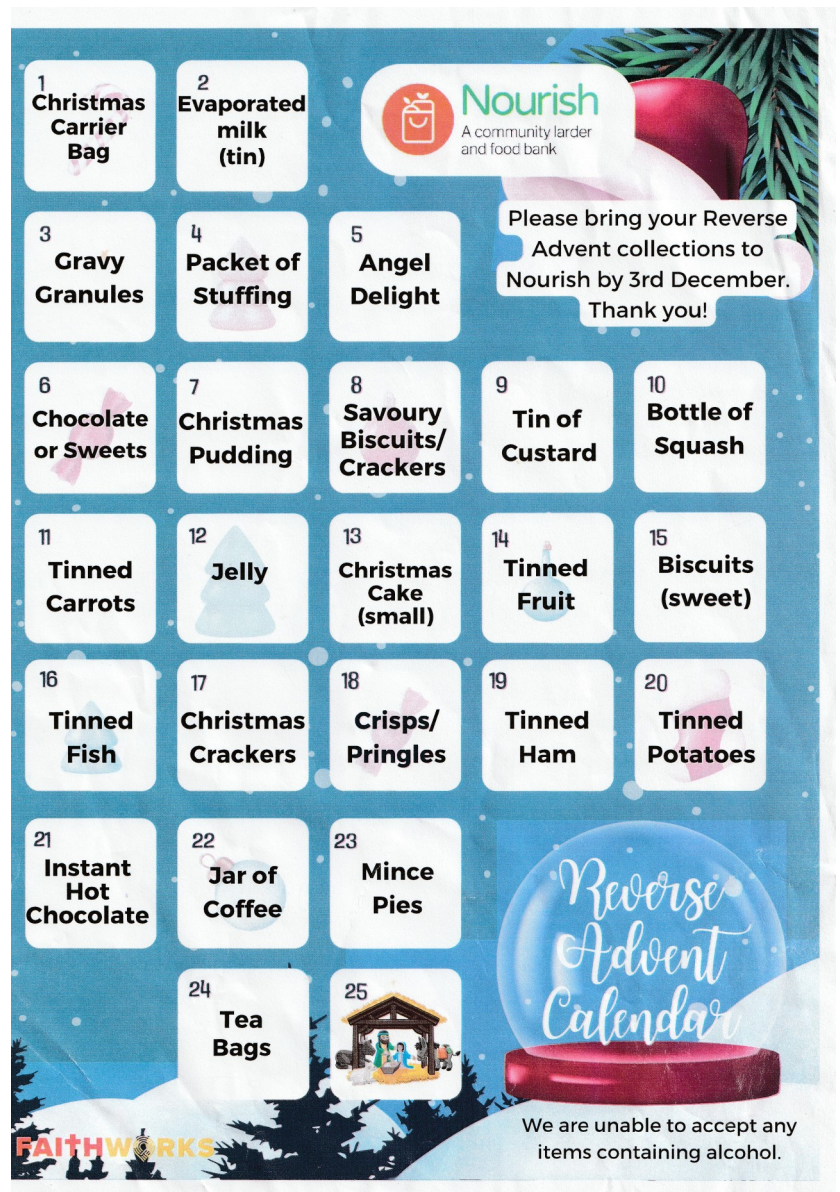 1
Christmas
Carrier
Bag
2
Evaporated
milk
(tin)
Nourish
A community larder
and food bank
Please bring your Reverse
Advent collections to
Nourish by 3rd December.
Thank you!
3
Gravy
Granules
4
Packet of
Stuffing
5
Angel
Delight
6
Chocolate
or Sweets
7
Christmas
Pudding
8
Savoury
Biscuits/
Crackers
9
Tin of
Custard
10
Bottle of
Squash
11
Tinned
Carrots
12
Jelly
13
Christmas
Cake
(small)
14
Tinned
Fruit
15
Biscuits
(sweet)
16
Tinned
Fish
17
Christmas
Crackers
18
Crisps/
Pringles
19
Tinned
Ham
20
Tinned
Potatoes
21
Instant
Hot
Chocolate
22
Jar of
Coffee
23
Mince
Pies
24
Tea
Bags
25
Reverse
Advent
Calendar
FAITHWORKS
We are unable to accept any
items containing alcohol.